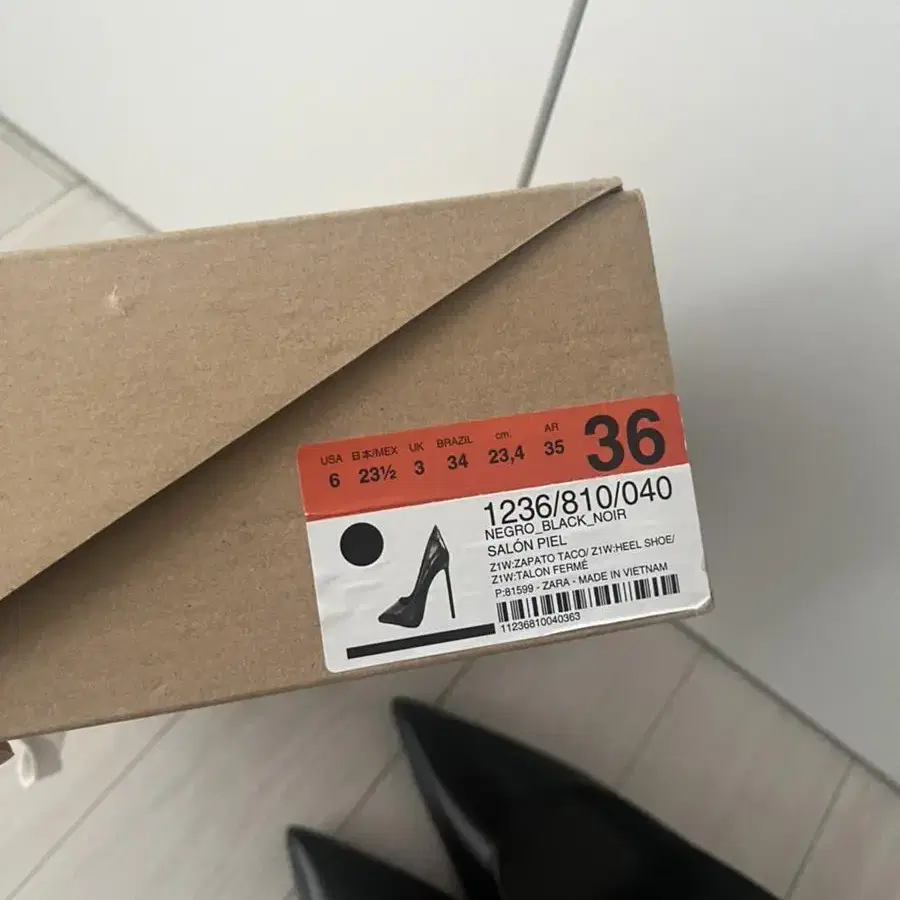 USA 日本/MEX UK BRAZIL cm. AR
6 23½ 3 34 23,4 35 36
1236/810/040
NEGRO_BLACK_NOIR
SALÓN PIEL
Z1W:ZAPATO TACO/ Z1W:HEEL SHOE/
Z1W:TALON FERMÉ
P:81599 - ZARA - MADE IN VIETNAM
11236810040363